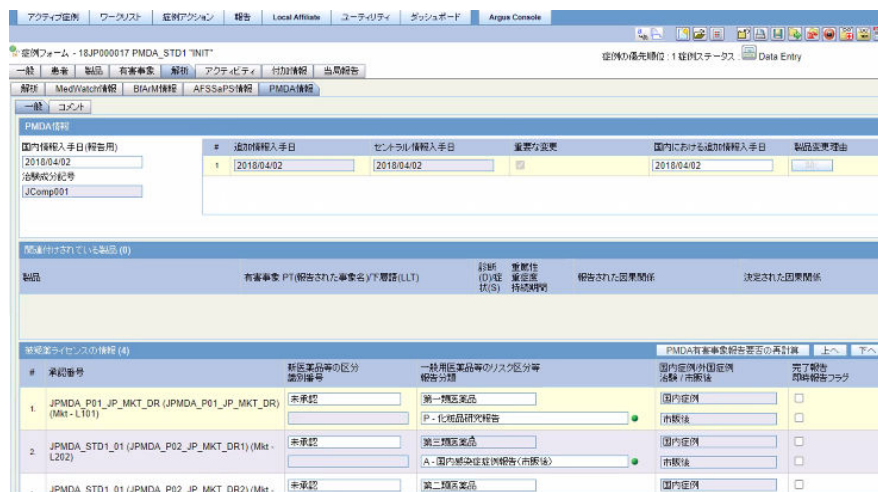 アクティブ症例 ワークリスト 症例アクション 報告 Local Affiliate ユーティリティ ダッシュボード Argus Console
症例フォーム - 18JP000017 PMDA_STD1 "INIT" 症例の優先順位 : 1 症例ステータス : Data Entry
一般 患者 製品 有害事象 解析 アクティビティ 付加情報 当局報告
解析 MedWatch情報 BfArM情報 AFSSaPS情報 PMDA情報
一般 コメント
PMDA情報
国内情報入手日(報告用) # 追加情報入手日 セントラル情報入手日 重要な変更 国内における追加情報入手日 製品変更理由
2018/04/02 1 2018/04/02 2018/04/02 2018/04/02
治験成分記号
JComp001
関連付けされている製品 (0)
製品 有害事象 PT(報告された事象名)/下層語(LLT) 診断(D)/症状(S) 重篤性 重症度 持続期間 報告された因果関係 決定された因果関係
被疑薬ライセンスの情報 (4) PMDA有害事象報告要否の再計算 上へ 下へ
# 承認番号 新医薬品等の区分 識別番号 一般用医薬品等のリスク区分等 報告分類 国内症例/外国症例 治験 / 市販後 完了報告 即時報告フラグ
1. JPMDA_P01_JP_MKT_DR (JPMDA_P01_JP_MKT_DR) (Mkt - L101) 未承認 第一類医薬品 国内症例
P - 化粧品研究報告 市販後
2. JPMDA_STD1_01 (JPMDA_P02_JP_MKT_DR1) (Mkt - L202) 未承認 第三類医薬品 国内症例
A - 国内感染症症例報告(市販後) 市販後
JPMDA_STD1_01 (JPMDA_P02_JP_MKT_DR2) (Mkt - 未承認 第二類医薬品 国内症例